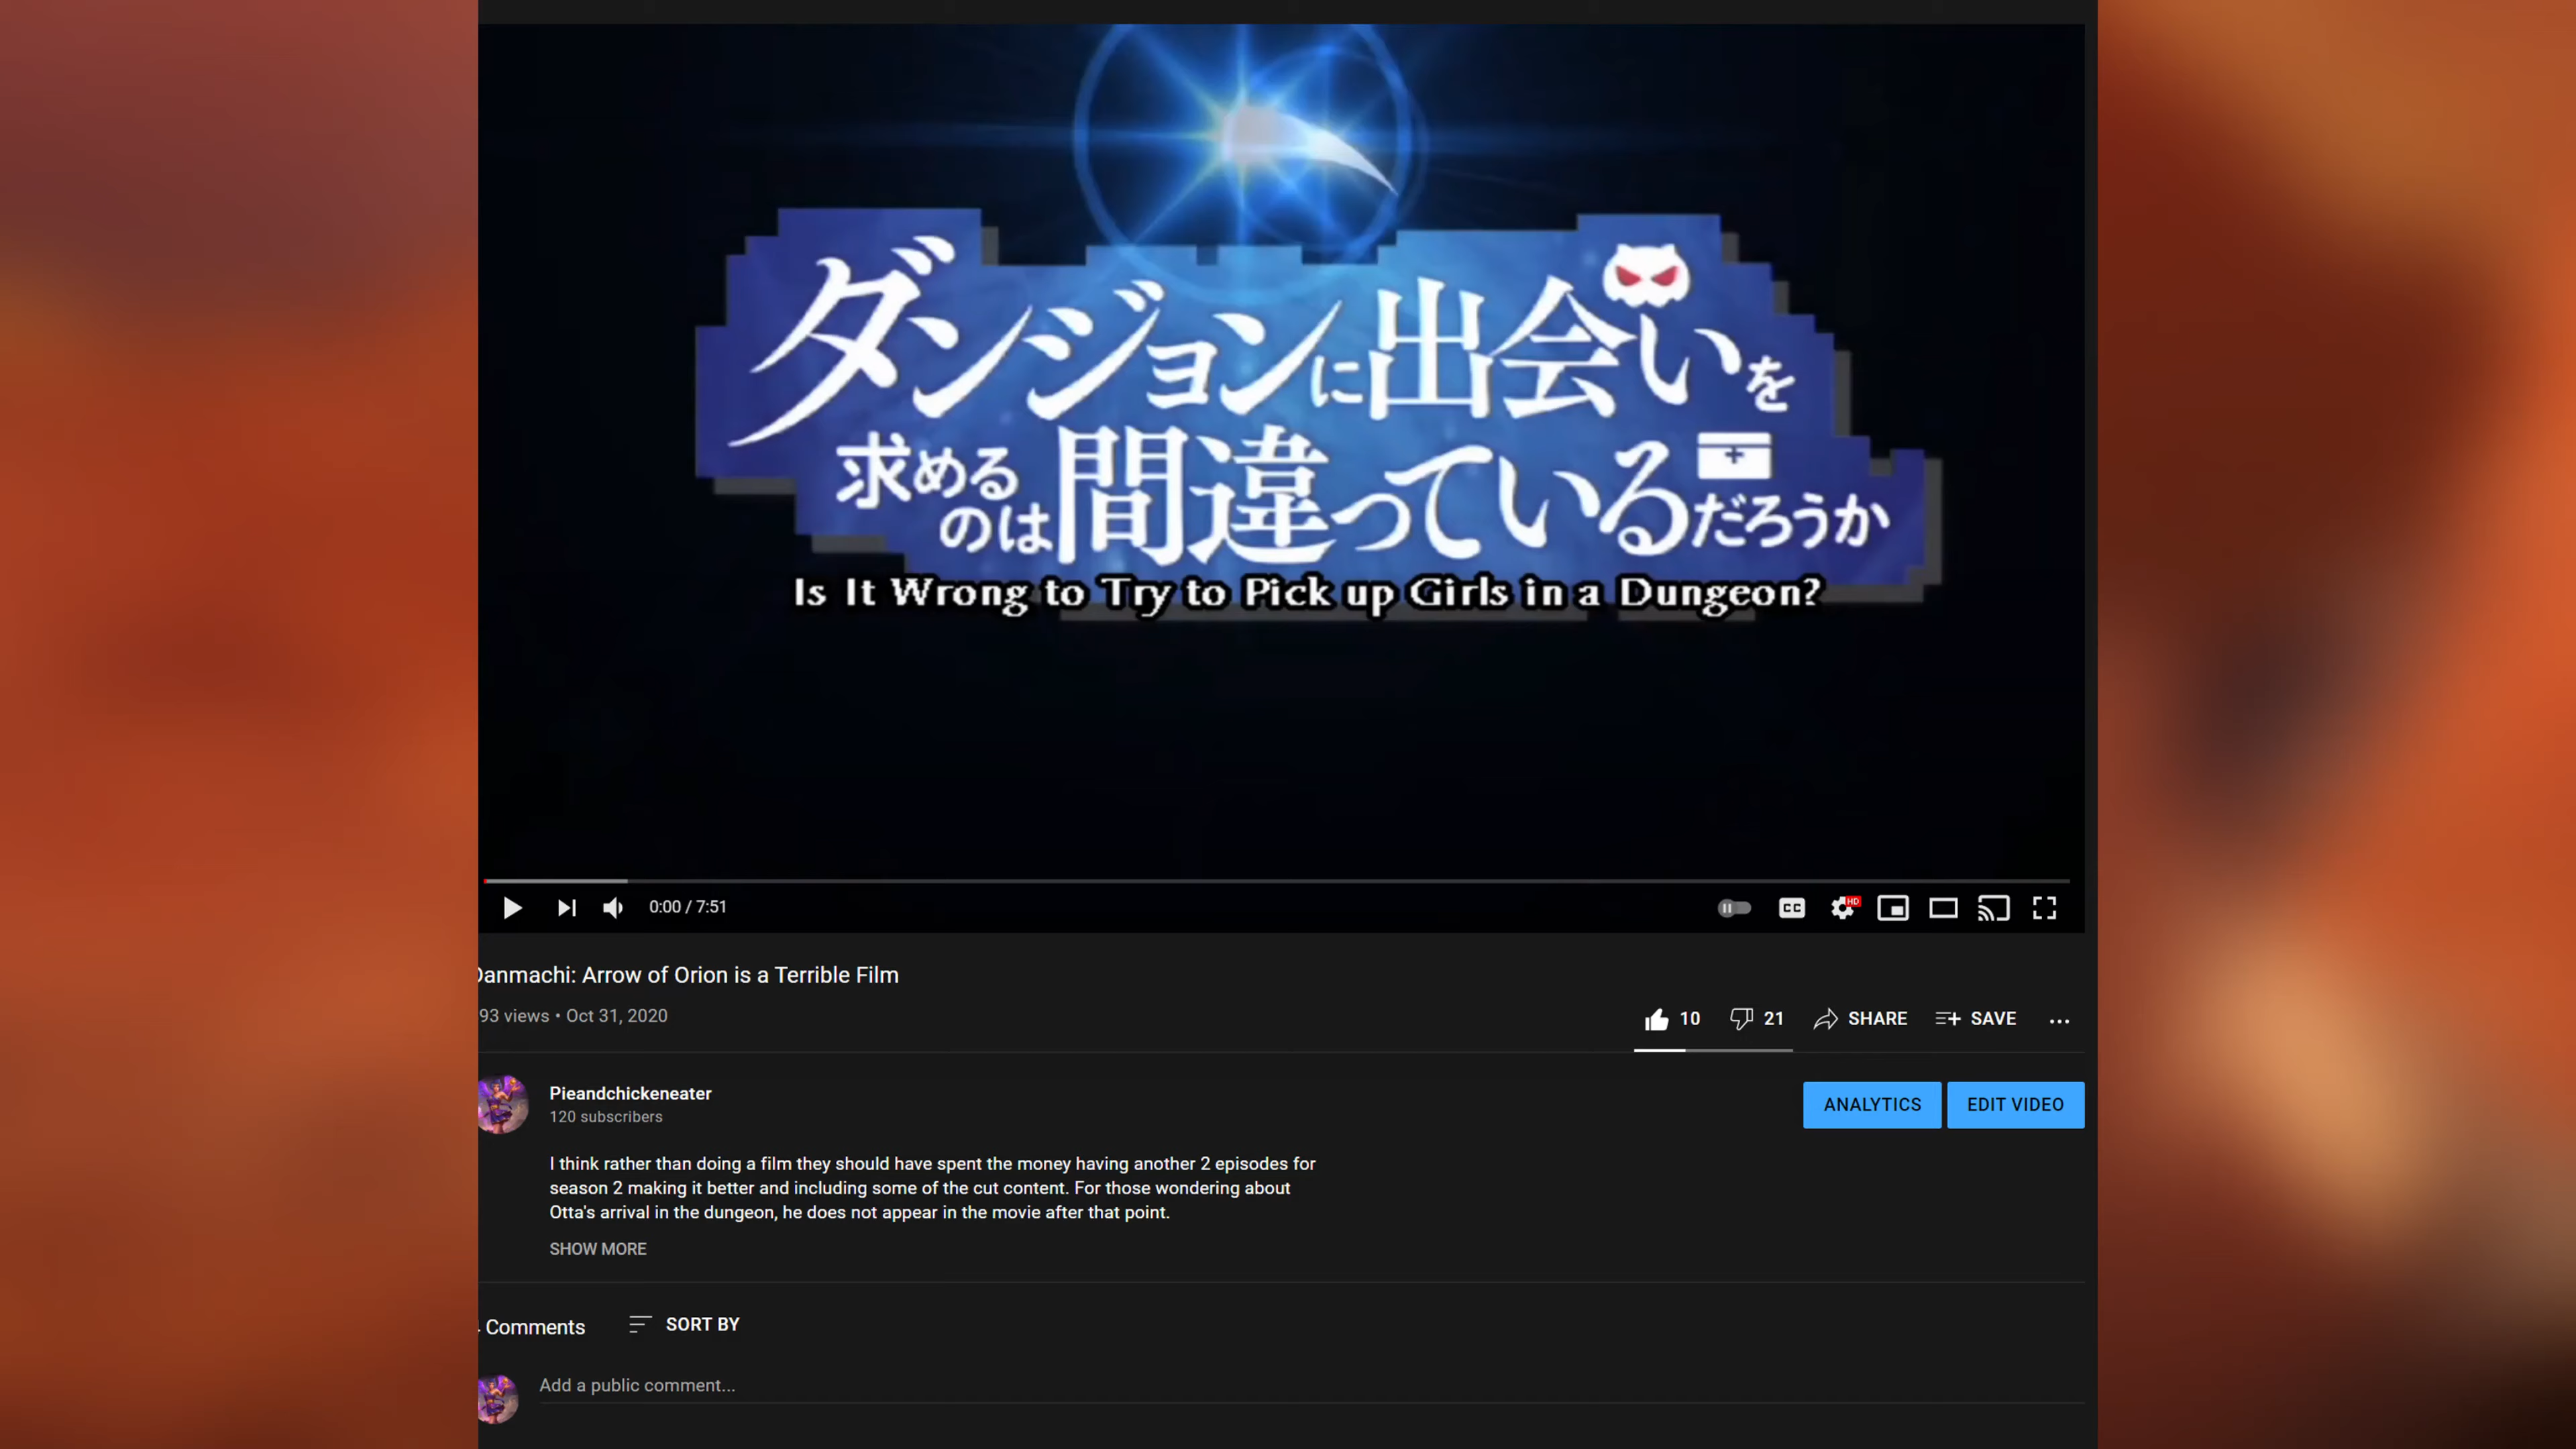 ダンジョンに出会いを
求めるのは間違っているだろうか
Is It Wrong to Try to Pick up Girls in a Dungeon?
0:00 / 7:51
CC
HD
Danmachi: Arrow of Orion is a Terrible Film
93 views • Oct 31, 2020
10
21
SHARE
SAVE
Pieandchickeneater
120 subscribers
ANALYTICS
EDIT VIDEO
I think rather than doing a film they should have spent the money having another 2 episodes for
season 2 making it better and including some of the cut content. For those wondering about
Otta's arrival in the dungeon, he does not appear in the movie after that point.
SHOW MORE
Comments
SORT BY
Add a public comment...